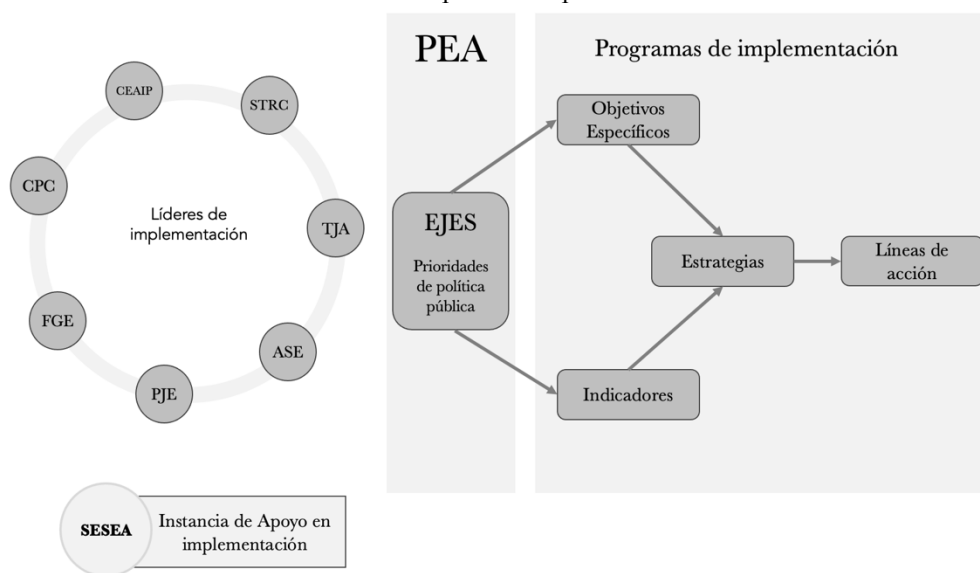 CEAIP
STRC
CPC
Líderes de
implementación
TJA
FGE
ASE
PJE
SESEA
Instancia de Apoyo en
implementación
PEA
EJES
Prioridades
de política
pública
Programas de implementación
Objetivos
Específicos
Estrategias
Líneas de
acción
Indicadores